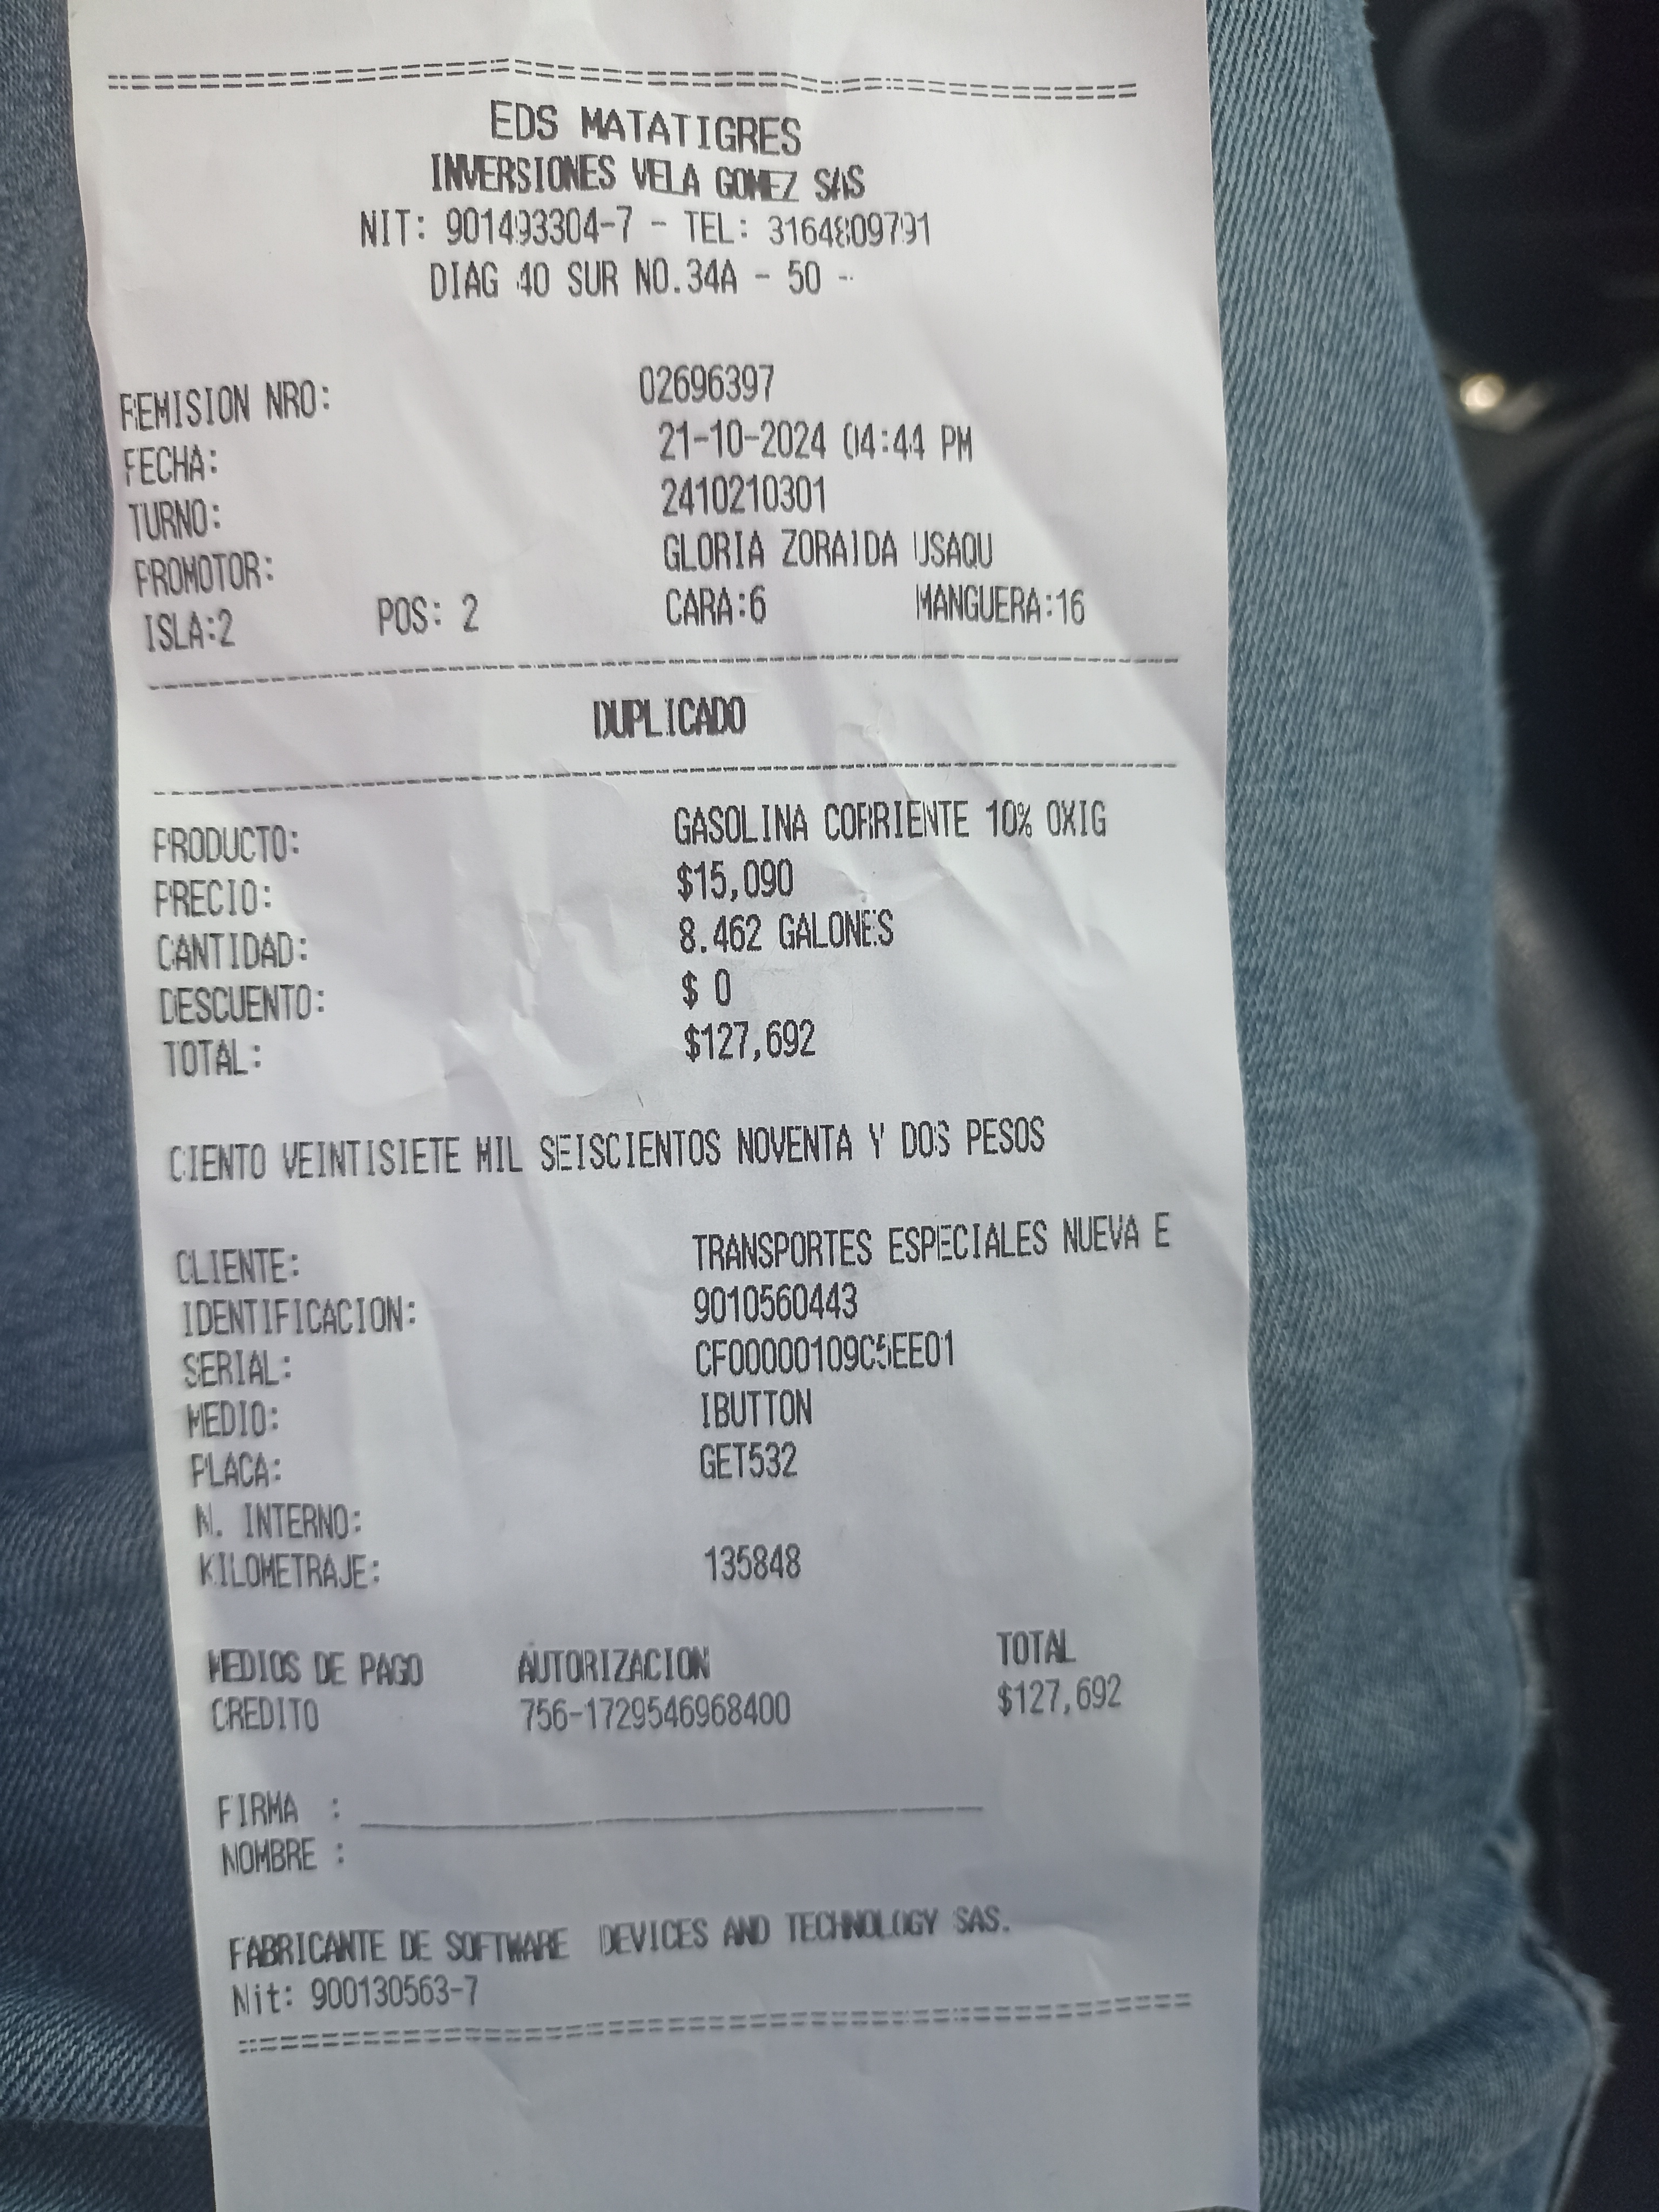 ================================================
EDS MATATIGRES
INVERSIONES VELA GOMEZ SAS
NIT: 901493304-7 - TEL: 3164809791
DIAG 40 SUR NO.34A - 50 -
REMISION NRO: 02696397
FECHA: 21-10-2024 04:44 PM
TURNO: 2410210301
PROMOTOR: GLORIA ZORAIDA USAQU
ISLA:2 POS: 2 CARA:6 MANGUERA:16
DUPLICADO
PRODUCTO: GASOLINA CORRIENTE 10% OXIG
PRECIO: $15,090
CANTIDAD: 8.462 GALONES
DESCUENTO: $ 0
TOTAL: $127,692
CIENTO VEINTISIETE MIL SEISCIENTOS NOVENTA Y DOS PESOS
CLIENTE: TRANSPORTES ESPECIALES NUEVA E
IDENTIFICACION: 9010560443
SERIAL: CF00000109C5EE01
MEDIO: IBUTTON
PLACA: GET532
N. INTERNO:
KILOMETRAJE: 135848
MEDIOS DE PAGO AUTORIZACION TOTAL
CREDITO 756-1729546968400 $127,692
FIRMA :
NOMBRE :
FABRICANTE DE SOFTWARE DEVICES AND TECHNOLOGY SAS.
Nit: 900130563-7
================================================